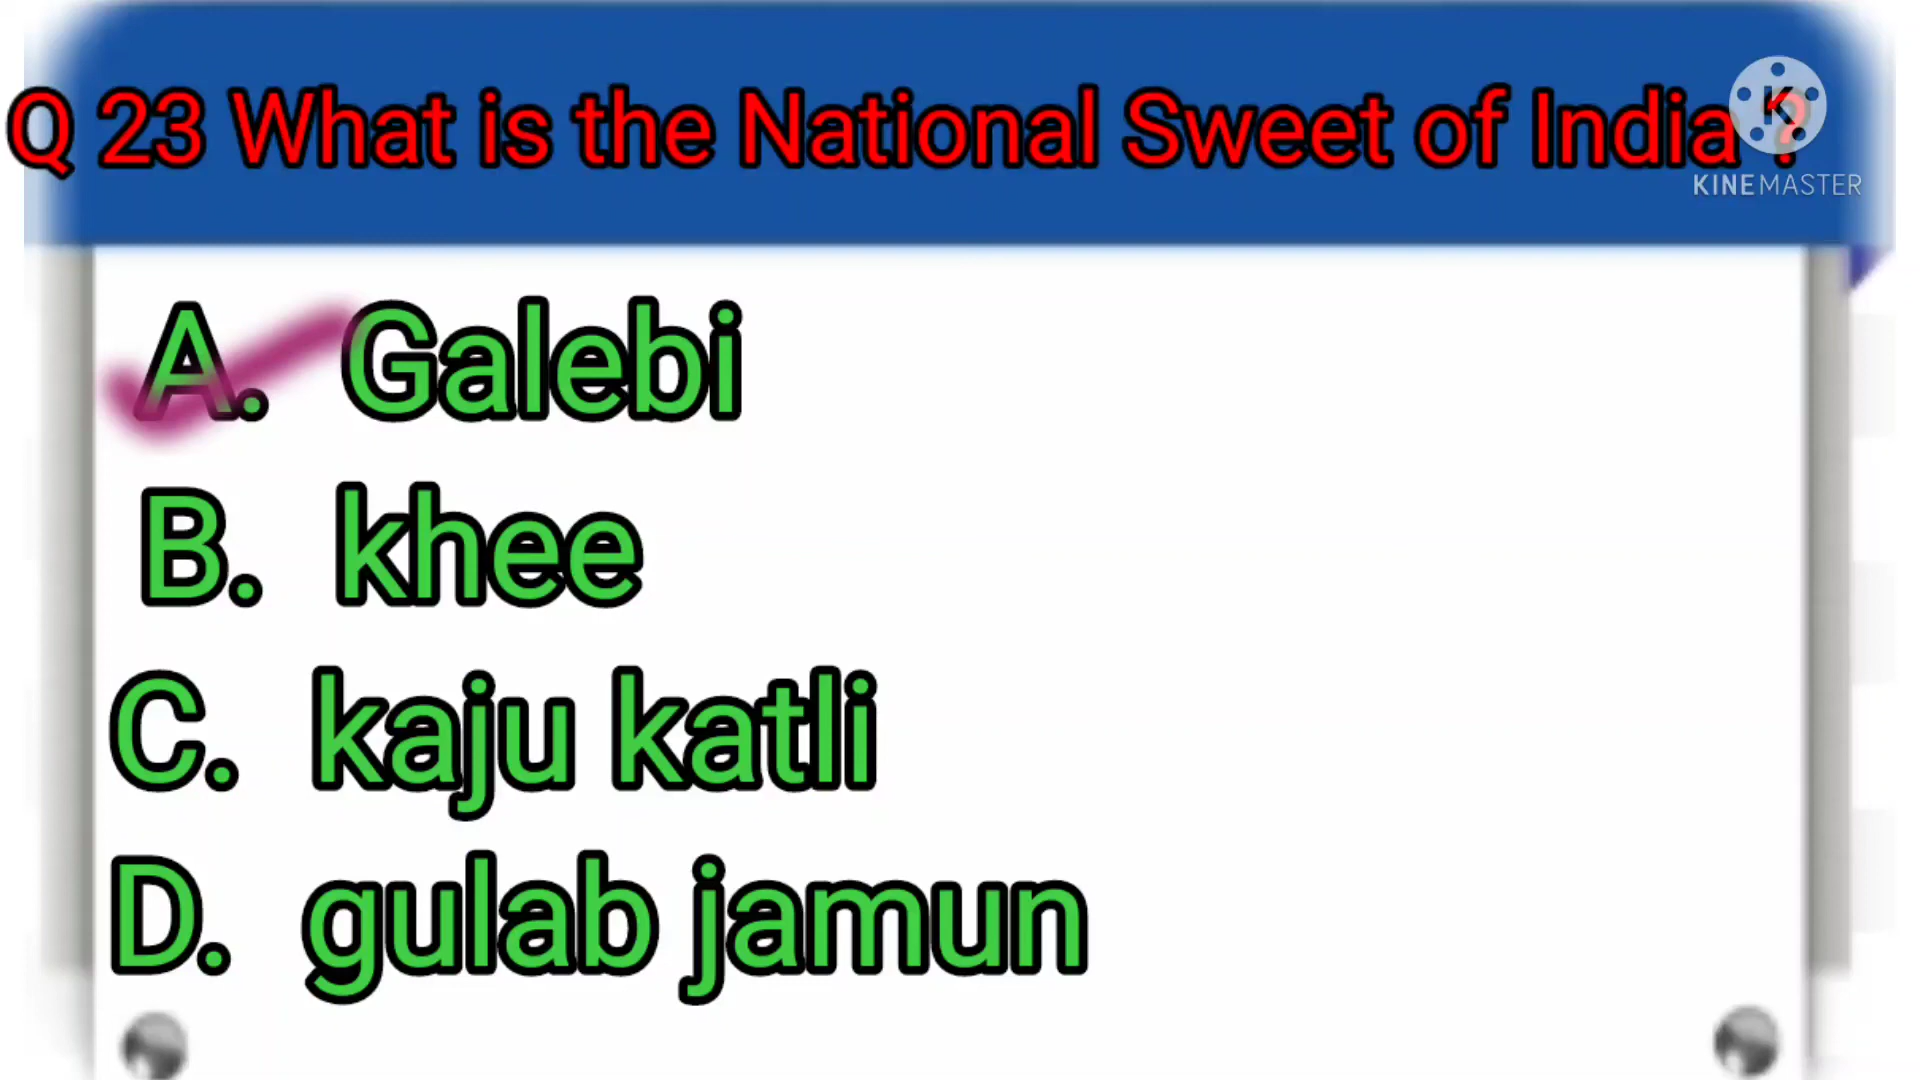 Q 23 What is the National Sweet of India ?
KINEMASTER
A. Galebi
B. khee
C. kaju katli
D. gulab jamun